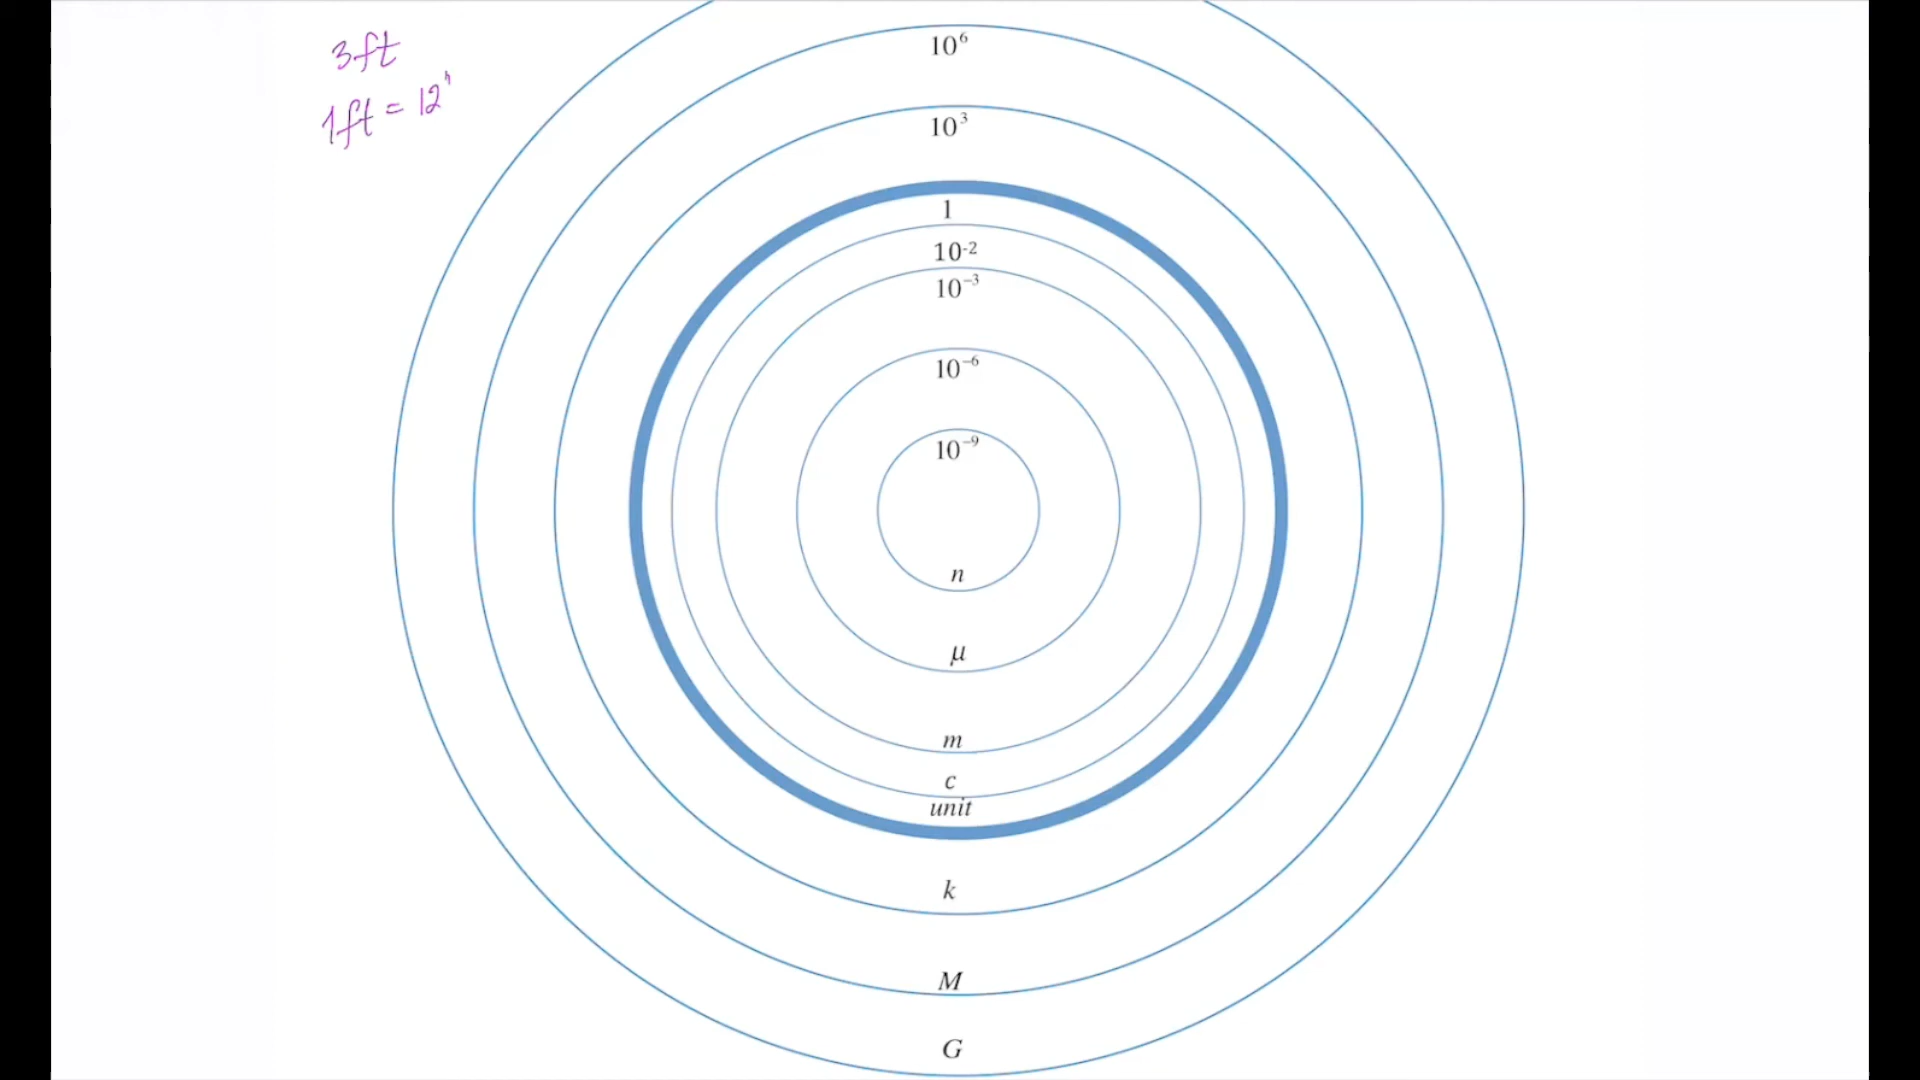 3ft
1ft = 12"
10⁶
10³
1
10⁻²
10⁻³
10⁻⁶
10⁻⁹
n
μ
m
c
unit
k
M
G